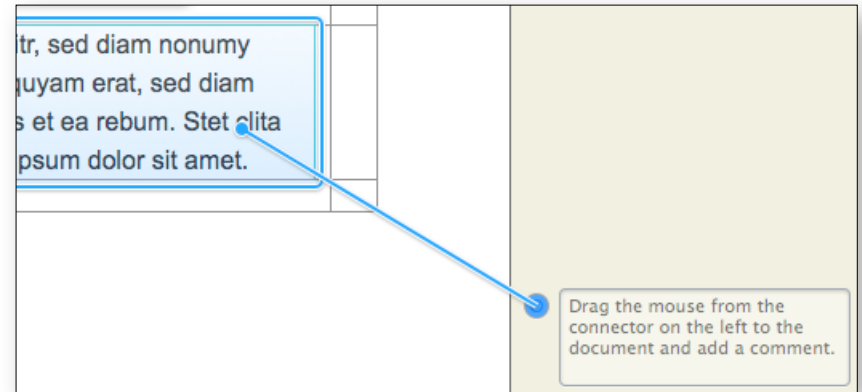 itr, sed diam nonumy
quyam erat, sed diam
s et ea rebum. Stet clita
psum dolor sit amet.
Drag the mouse from the
connector on the left to the
document and add a comment.